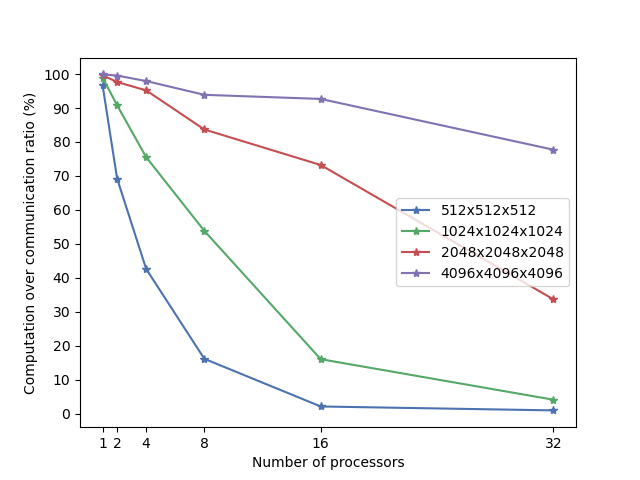 Computation over communication ratio (%)
100
90
80
70
60
50
40
30
20
10
0
512x512x512
1024x1024x1024
2048x2048x2048
4096x4096x4096
1 2 4 8 16 32
Number of processors